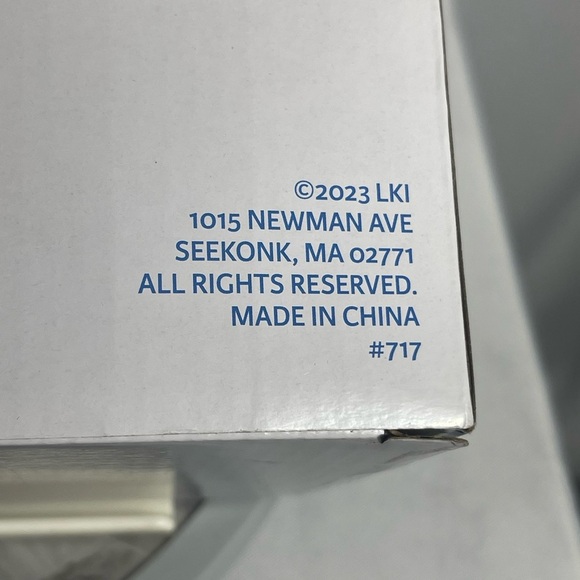 ©2023 LKI
1015 NEWMAN AVE
SEEKONK, MA 02771
ALL RIGHTS RESERVED.
MADE IN CHINA
#717